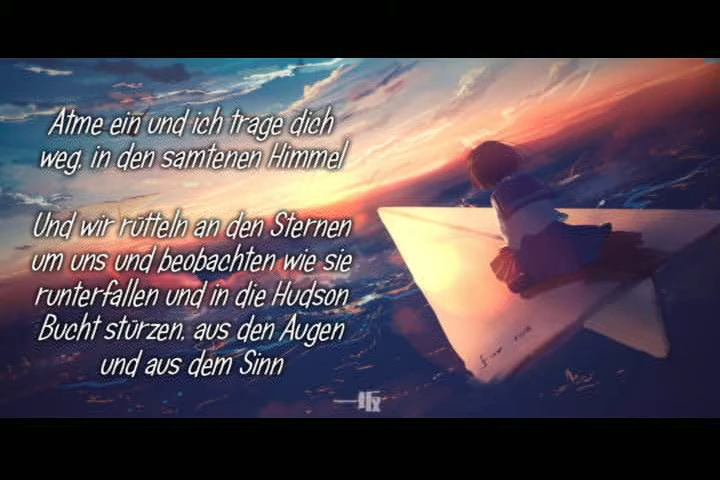 Atme ein und ich trage dich
weg, in den samtenen Himmel
Und wir rütteln an den Sternen
um uns und beobachten wie sie
runterfallen und in die Hudson
Bucht stürzen, aus den Augen
und aus dem Sinn